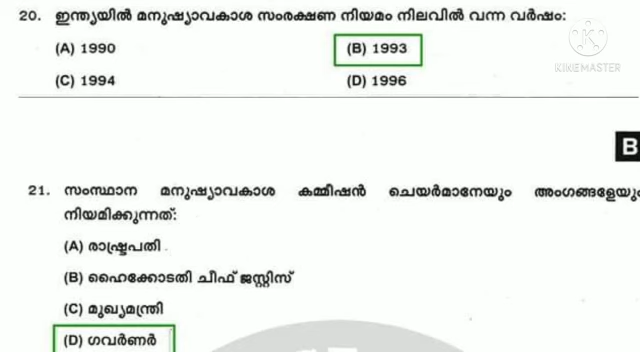 20. ഇന്ത്യയിൽ മനുഷ്യാവകാശ സംരക്ഷണ നിയമം നിലവിൽ വന്ന വർഷം:
(A) 1990 (B) 1993
(C) 1994 (D) 1996
KINEMASTER
B
21. സംസ്ഥാന മനുഷ്യാവകാശ കമ്മീഷൻ ചെയർമാനേയും അംഗങ്ങളേയും
നിയമിക്കുന്നത്:
(A) രാഷ്ട്രപതി
(B) ഹൈക്കോടതി ചീഫ് ജസ്റ്റിസ്
(C) മുഖ്യമന്ത്രി
(D) ഗവർണർ